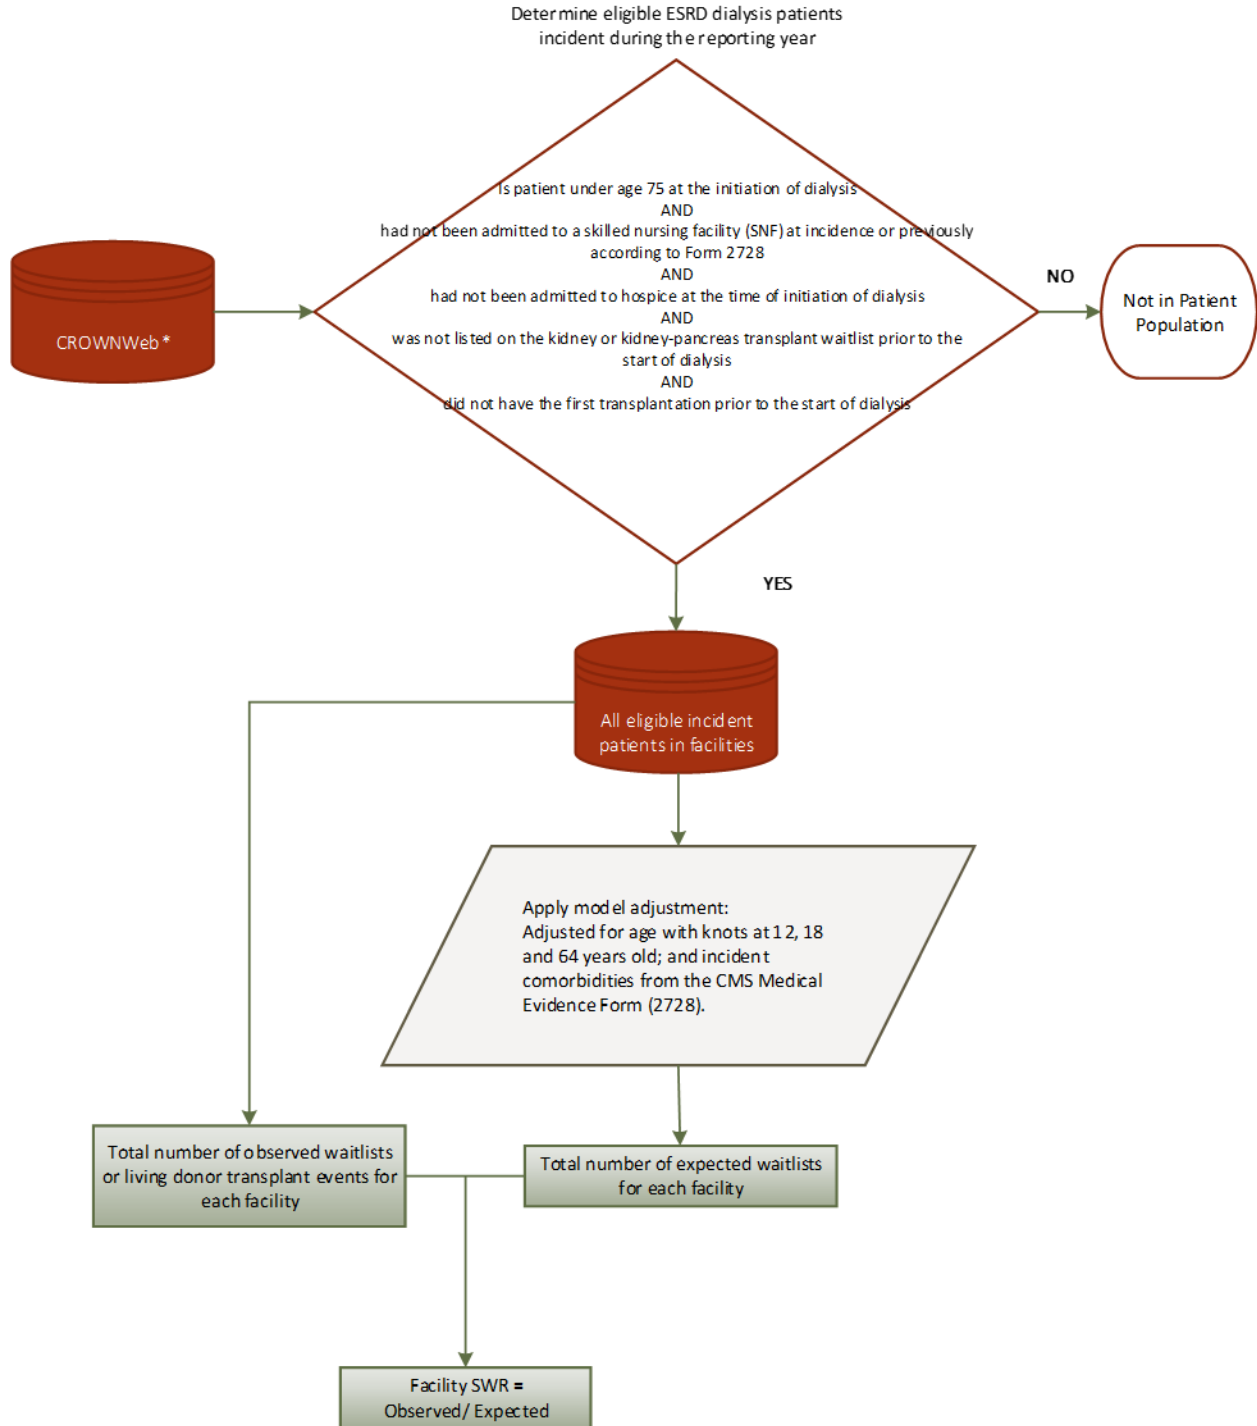 Determine eligible ESRD dialysis patients
incident during the reporting year
Is patient under age 75 at the initiation of dialysis
AND
had not been admitted to a skilled nursing facility (SNF) at incidence or previously
according to Form 2728
AND
had not been admitted to hospice at the time of initiation of dialysis
AND
was not listed on the kidney or kidney-pancreas transplant waitlist prior to the
start of dialysis
AND
did not have the first transplantation prior to the start of dialysis
CROWNWeb*
NO
Not in Patient
Population
YES
All eligible incident
patients in facilities
Apply model adjustment:
Adjusted for age with knots at 12, 18
and 64 years old; and incident
comorbidities from the CMS Medical
Evidence Form (2728).
Total number of observed waitlists
or living donor transplant events for
each facility
Total number of expected waitlists
for each facility
Facility SWR =
Observed/ Expected